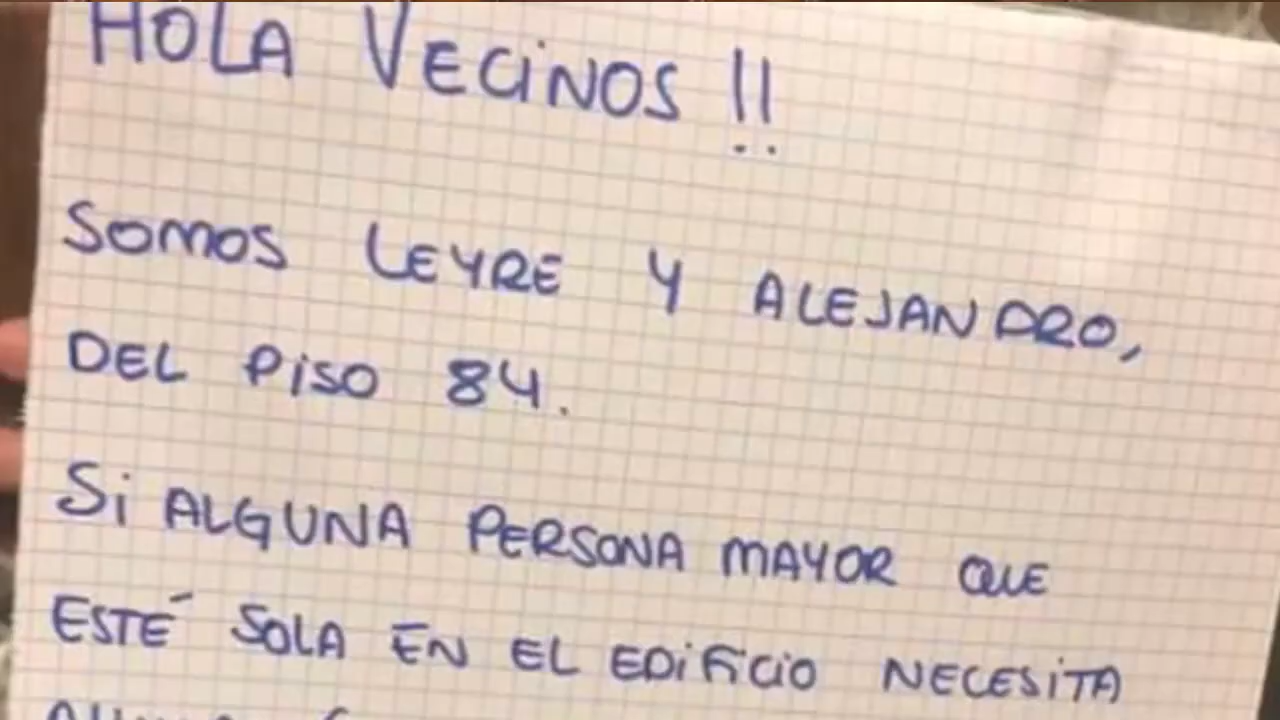 HOLA VECINOS !!
SOMOS LEYRE Y ALEJANDRO,
DEL PISO 84.
SI ALGUNA PERSONA MAYOR QUE
ESTÉ SOLA EN EL EDIFICIO NECESITA